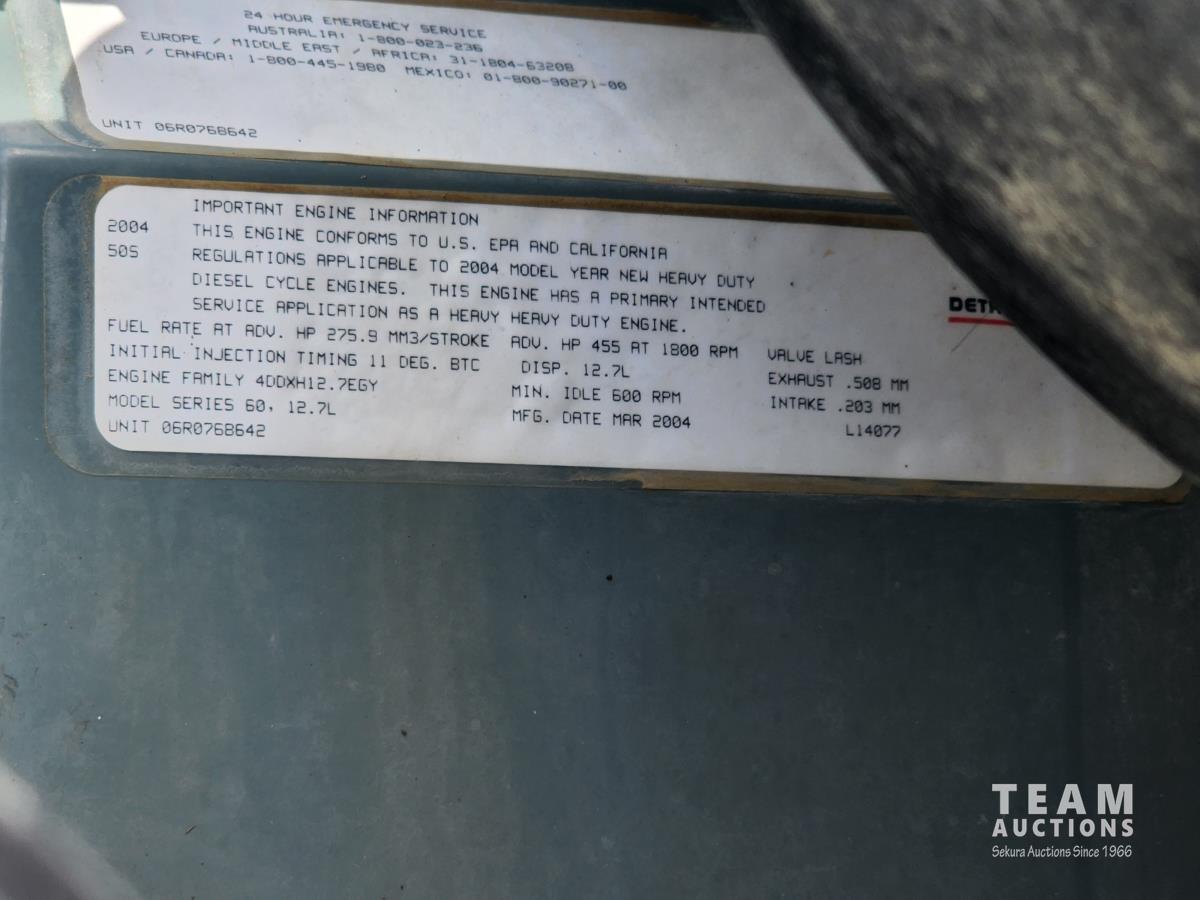 24 HOUR EMERGENCY SERVICE
AUSTRALIA: 1-800-023-236
EUROPE / MIDDLE EAST / AFRICA: 31-1804-63208
USA / CANADA: 1-800-445-1980 MEXICO: 01-800-90271-00
UNIT 06R0768642
IMPORTANT ENGINE INFORMATION
2004 THIS ENGINE CONFORMS TO U.S. EPA AND CALIFORNIA
50S REGULATIONS APPLICABLE TO 2004 MODEL YEAR NEW HEAVY DUTY
DIESEL CYCLE ENGINES. THIS ENGINE HAS A PRIMARY INTENDED
SERVICE APPLICATION AS A HEAVY HEAVY DUTY ENGINE.
FUEL RATE AT ADV. HP 275.9 MM3/STROKE ADV. HP 455 AT 1800 RPM VALVE LASH
INITIAL INJECTION TIMING 11 DEG. BTC DISP. 12.7L EXHAUST .508 MM
ENGINE FAMILY 4DDXH12.7EGY MIN. IDLE 600 RPM INTAKE .203 MM
MODEL SERIES 60, 12.7L MFG. DATE MAR 2004 L14077
UNIT 06R0768642
TEAM
AUCTIONS
Sekura Auctions Since 1966